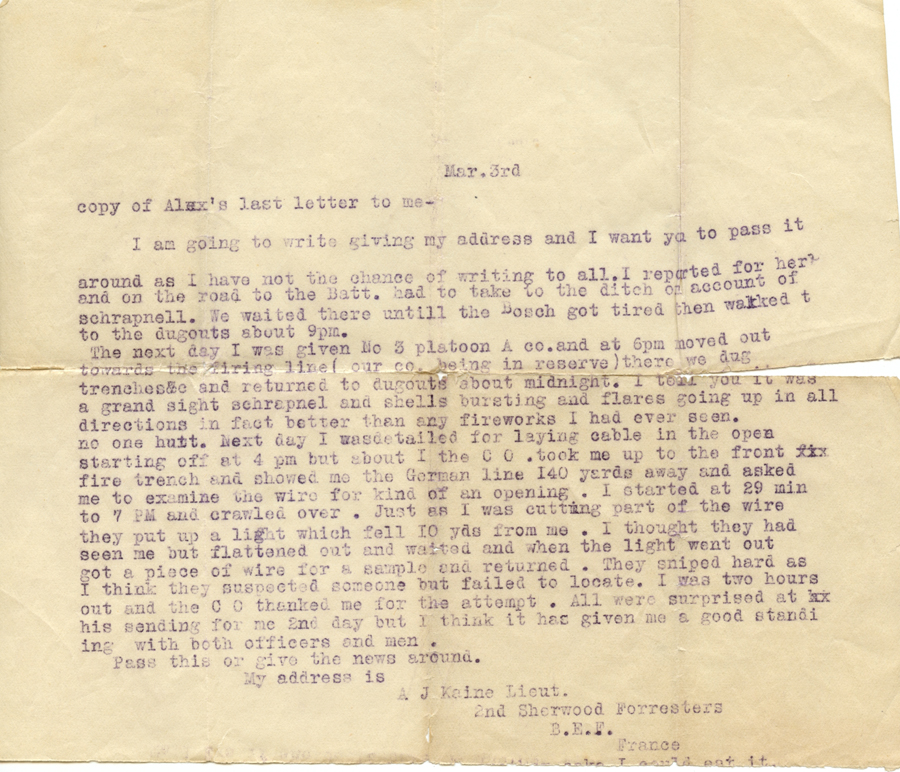 Mar.3rd
copy of Alex's last letter to me-
I am going to write giving my address and I want yo to pass it
around as I have not the chance of writing to all.I reported for her
and on the road to the Batt. had to take to the ditch on account of
schrapnell. We waited there untill the Bosch got tired then walked t
to the dugouts about 9pm.
The next day I was given No 3 platoon A co.and at 6pm moved out
towards the firing line( our co. being in reserve)there we dug
trenches&c and returned to dugouts about midnight. I tell you it was
a grand sight schrapnel and shells bursting and flares going up in all
directions in fact better than any fireworks I had ever seen.
no one hurt. Next day I wasdetailed for laying cable in the open
starting off at 4 pm but about I the C O .took me up to the front
fire trench and showed me the German line I40 yards away and asked
me to examine the wire for kind of an opening . I started at 29 min
to 7 PM and crawled over . Just as I was cutting part of the wire
they put up a light which fell IO yds from me . I thought they had
seen me but flattened out and waited and when the light went out
got a piece of wire for a sample and returned . They sniped hard as
I think they suspected someone but failed to locate. I was two hours
out and the C O thanked me for the attempt . All were surprised at
his sending for me 2nd day but I think it has given me a good standi
ing with both officers and men .
Pass this or give the news around.
My address is
A J Kaine Lieut.
2nd Sherwood Forresters
B.E.F.
France
I could eat it.